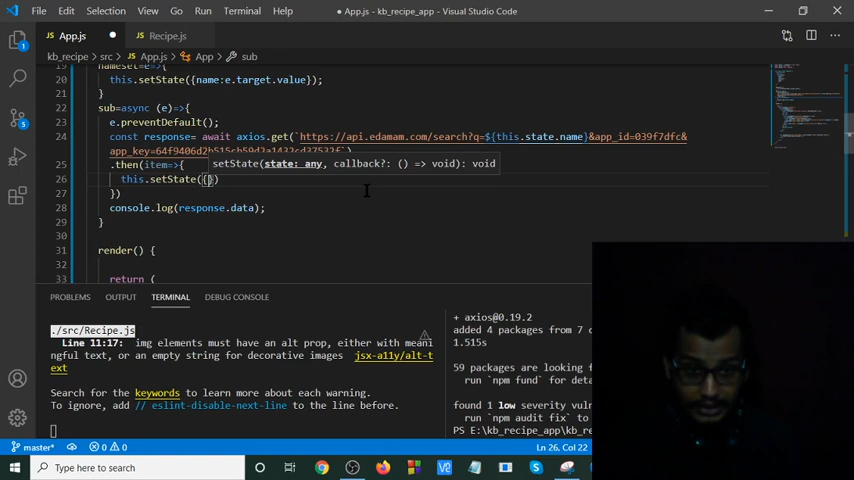 File Edit Selection View Go Run Terminal Help ● App.js - kb_recipe_app - Visual Studio Code
App.js ● Recipe.js
kb_recipe > src > App.js > App > sub
19 nameset=e=>{
20 this.setState({name:e.target.value});
21 }
22 sub=async (e)=>{
23 e.preventDefault();
24 const response= await axios.get(`https://api.edamam.com/search?q=${this.state.name}&app_id=039f7dfc&
setState(state: any, callback?: () => void): void
25 .then(item=>{
26 this.setState({})
27 })
28 console.log(response.data);
29 }
30
31 render() {
32
33 return (
PROBLEMS OUTPUT TERMINAL DEBUG CONSOLE
./src/Recipe.js
Line 11:17: img elements must have an alt prop, either with meani
ngful text, or an empty string for decorative images jsx-a11y/alt-t
ext
Search for the keywords to learn more about each warning.
To ignore, add // eslint-disable-next-line to the line before.
+ axios@0.19.2
added 4 packages from 7 c
1.515s
59 packages are looking f
run `npm fund` for deta
found 1 low severity vuln
run `npm audit fix` to
PS E:\kb_recipe_app\kb_re
master* 0 0 Ln 26, Col 22
Type here to search